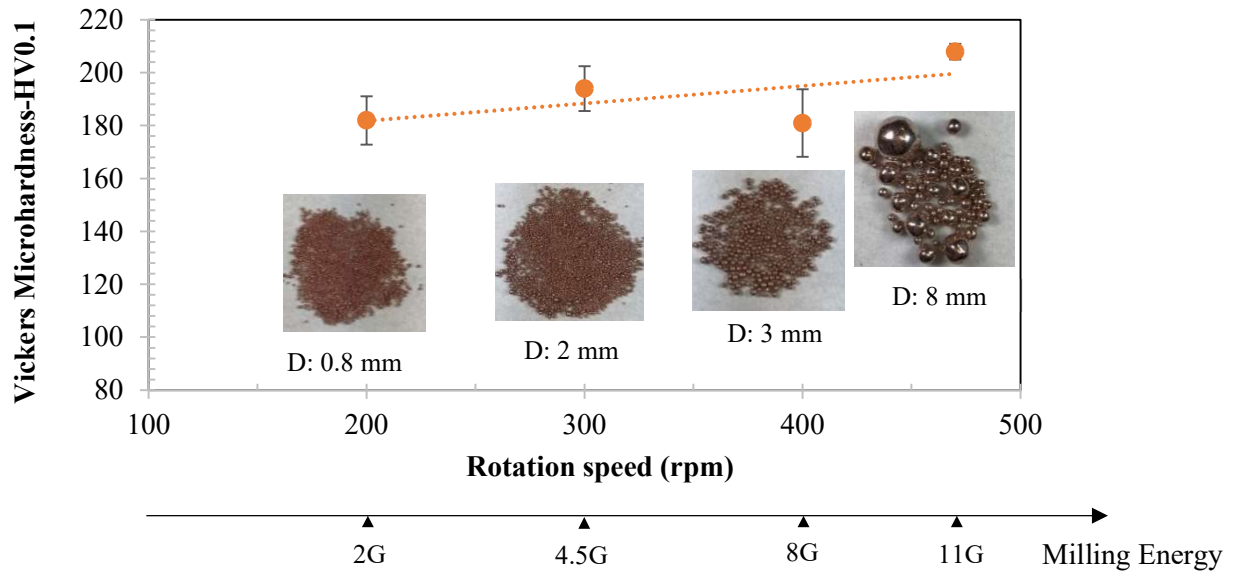 Vickers Microhardness-HV0.1
220
200
180
160
140
120
100
80
D: 0.8 mm
D: 2 mm
D: 3 mm
D: 8 mm
100 200 300 400 500
Rotation speed (rpm)
2G 4.5G 8G 11G Milling Energy